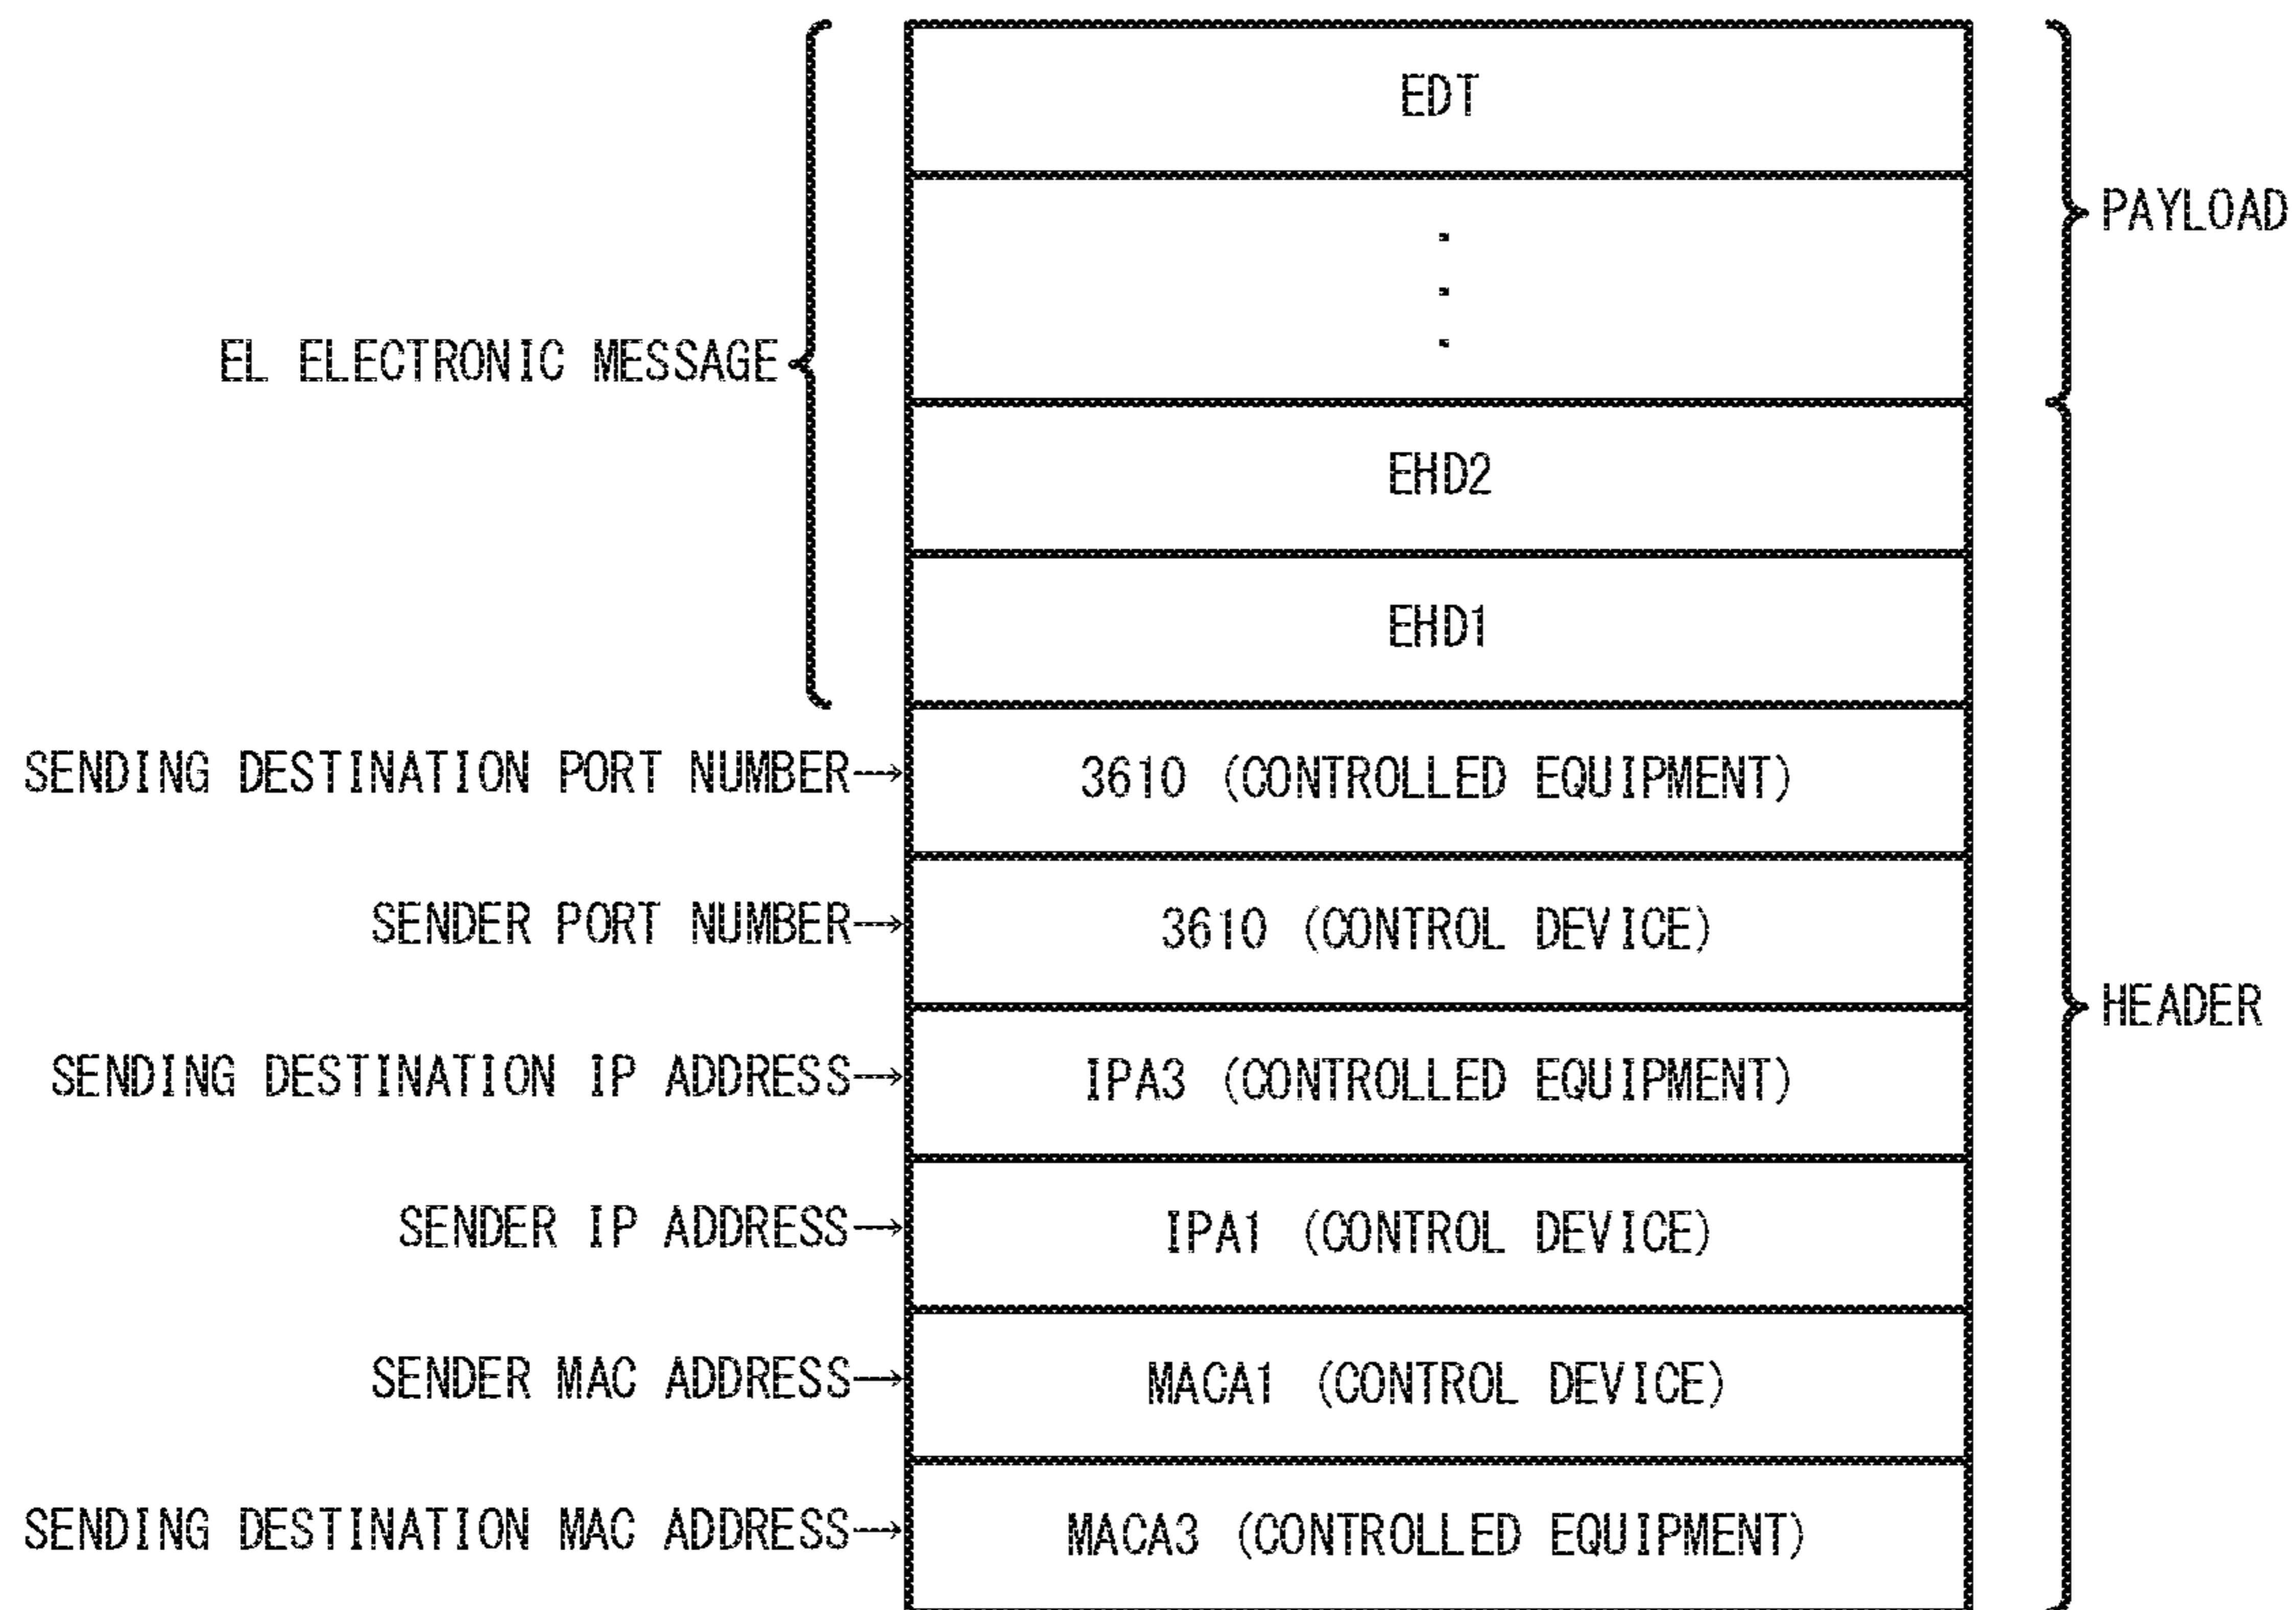 EDT
PAYLOAD
.
.
.
EL ELECTRONIC MESSAGE
EHD2
EHD1
SENDING DESTINATION PORT NUMBER→ 3610 (CONTROLLED EQUIPMENT)
SENDER PORT NUMBER→ 3610 (CONTROL DEVICE)
HEADER
SENDING DESTINATION IP ADDRESS→ IPA3 (CONTROLLED EQUIPMENT)
SENDER IP ADDRESS→ IPA1 (CONTROL DEVICE)
SENDER MAC ADDRESS→ MACA1 (CONTROL DEVICE)
SENDING DESTINATION MAC ADDRESS→ MACA3 (CONTROLLED EQUIPMENT)